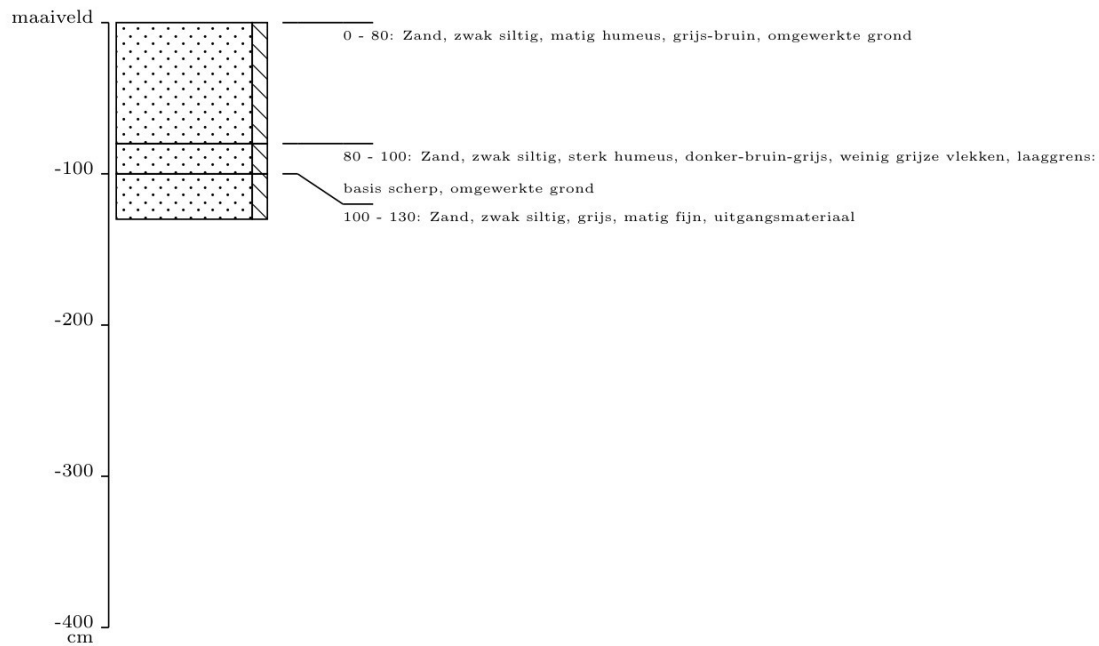 maaiveld
0 - 80: Zand, zwak siltig, matig humeus, grijs-bruin, omgewerkte grond
80 - 100: Zand, zwak siltig, sterk humeus, donker-bruin-grijs, weinig grijze vlekken, laaggrens:
-100
basis scherp, omgewerkte grond
100 - 130: Zand, zwak siltig, grijs, matig fijn, uitgangsmateriaal
-200
-300
-400
cm